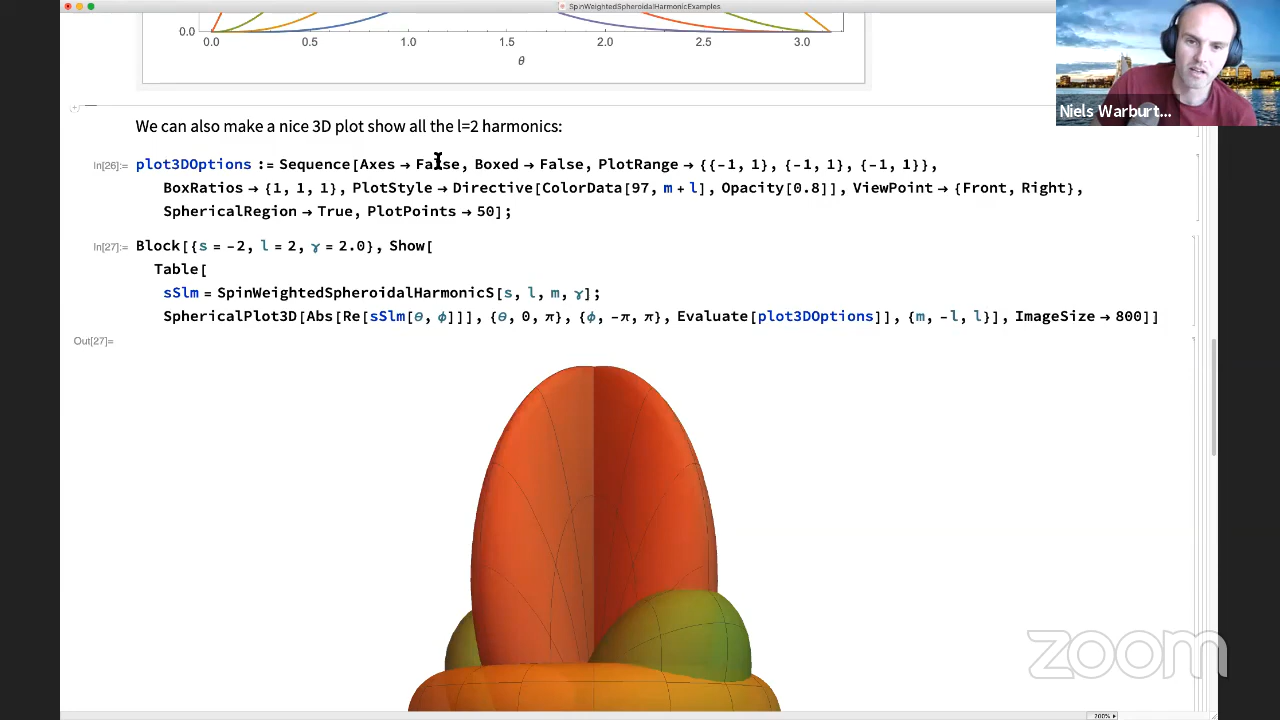 SpinWeightedSpheroidalHarmonicExamples
0.0
0.0 0.5 1.0 1.5 2.0 2.5 3.0
θ
We can also make a nice 3D plot show all the l=2 harmonics:
In[26]:= plot3DOptions := Sequence[Axes → False, Boxed → False, PlotRange → {{-1, 1}, {-1, 1}, {-1, 1}},
BoxRatios → {1, 1, 1}, PlotStyle → Directive[ColorData[97, m + l], Opacity[0.8]], ViewPoint → {Front, Right},
SphericalRegion → True, PlotPoints → 50];
In[27]:= Block[{s = -2, l = 2, γ = 2.0}, Show[
Table[
sSlm = SpinWeightedSpheroidalHarmonicS[s, l, m, γ];
SphericalPlot3D[Abs[Re[sSlm[θ, ϕ]]], {θ, 0, π}, {ϕ, -π, π}, Evaluate[plot3DOptions]], {m, -l, l}], ImageSize → 800]]
Out[27]=
Niels Warburt...
zoom
200%